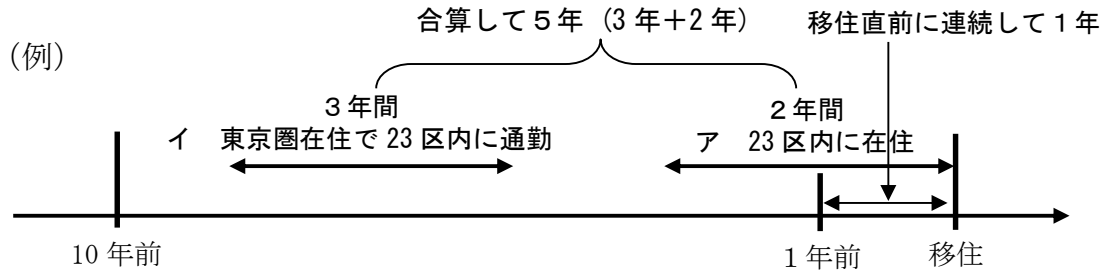 合算して5年（3年＋2年）
移住直前に連続して1年
（例）
3年間
イ　東京圏在住で 23 区内に通勤
2年間
ア　23 区内に在住
10 年前
1年前
移住